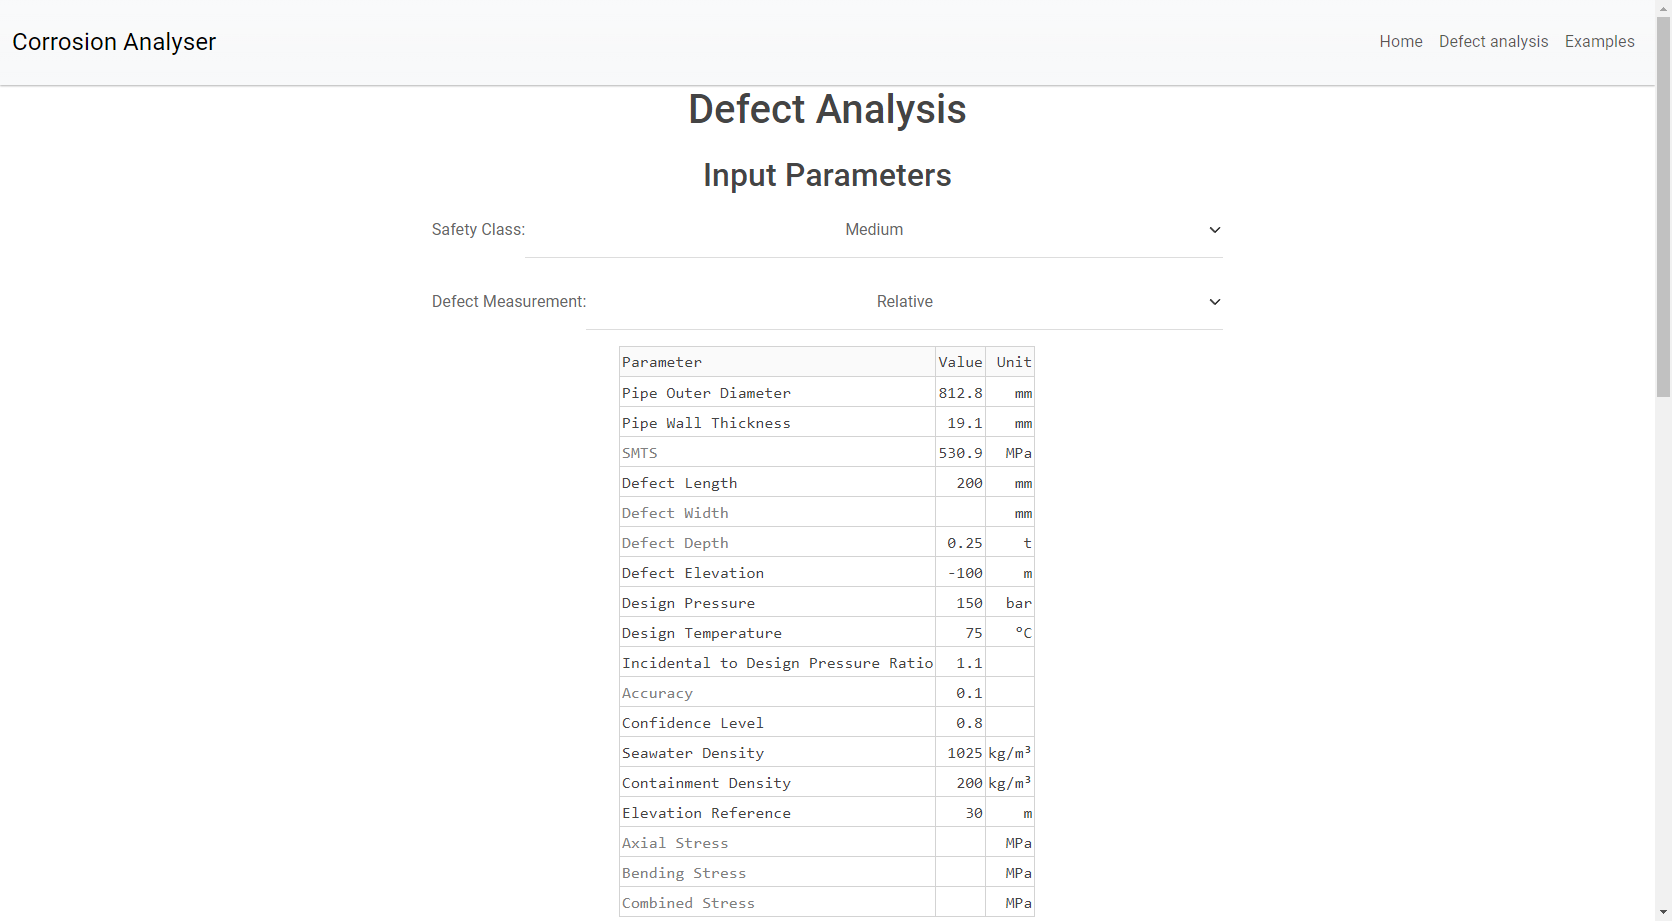 Corrosion Analyser
Home Defect analysis Examples
Defect Analysis
Input Parameters
Safety Class: Medium
Defect Measurement: Relative
Parameter Value Unit
Pipe Outer Diameter 812.8 mm
Pipe Wall Thickness 19.1 mm
SMTS 530.9 MPa
Defect Length 200 mm
Defect Width mm
Defect Depth 0.25 t
Defect Elevation -100 m
Design Pressure 150 bar
Design Temperature 75 °C
Incidental to Design Pressure Ratio 1.1
Accuracy 0.1
Confidence Level 0.8
Seawater Density 1025 kg/m³
Containment Density 200 kg/m³
Elevation Reference 30 m
Axial Stress MPa
Bending Stress MPa
Combined Stress MPa